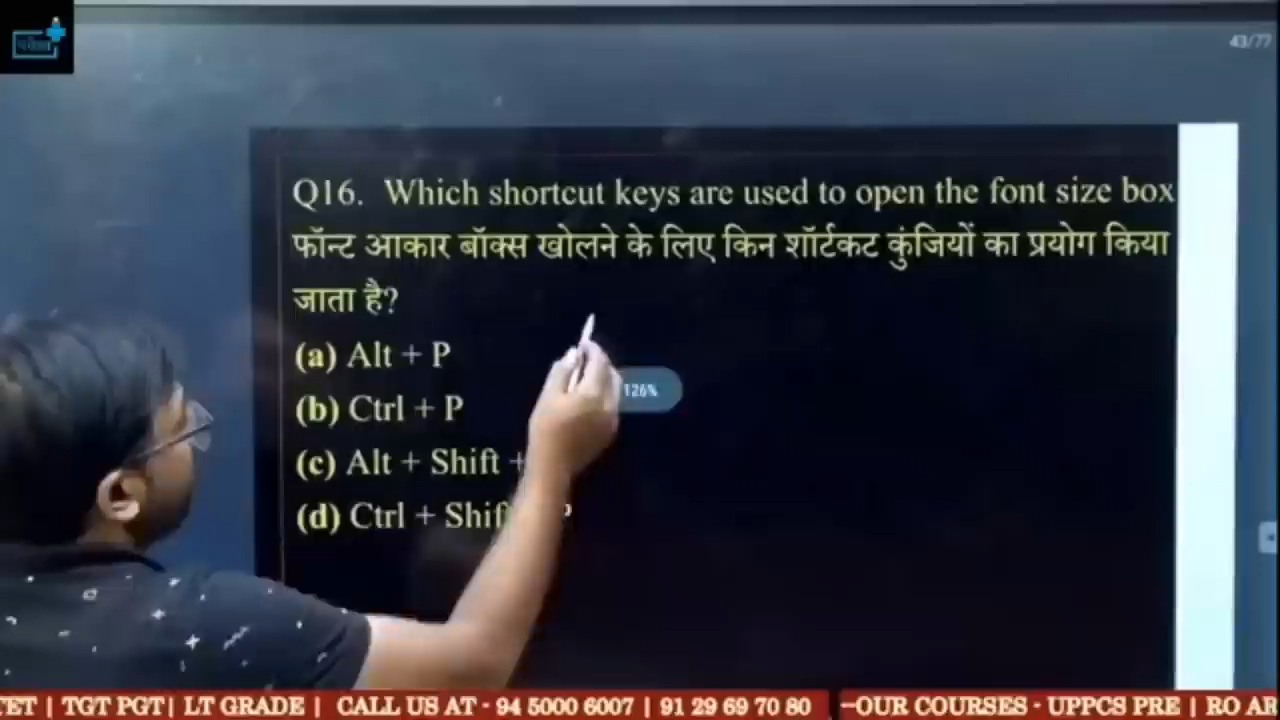 43/77
Q16. Which shortcut keys are used to open the font size box
फॉन्ट आकार बॉक्स खोलने के लिए किन शॉर्टकट कुंजियों का प्रयोग किया
जाता है?
(a) Alt + P
126%
(b) Ctrl + P
(c) Alt + Shift +
(d) Ctrl + Shif P
TET | TGT PGT| LT GRADE | CALL US AT - 94 5000 6007 | 91 29 69 70 80 -OUR COURSES - UPPCS PRE | RO AR